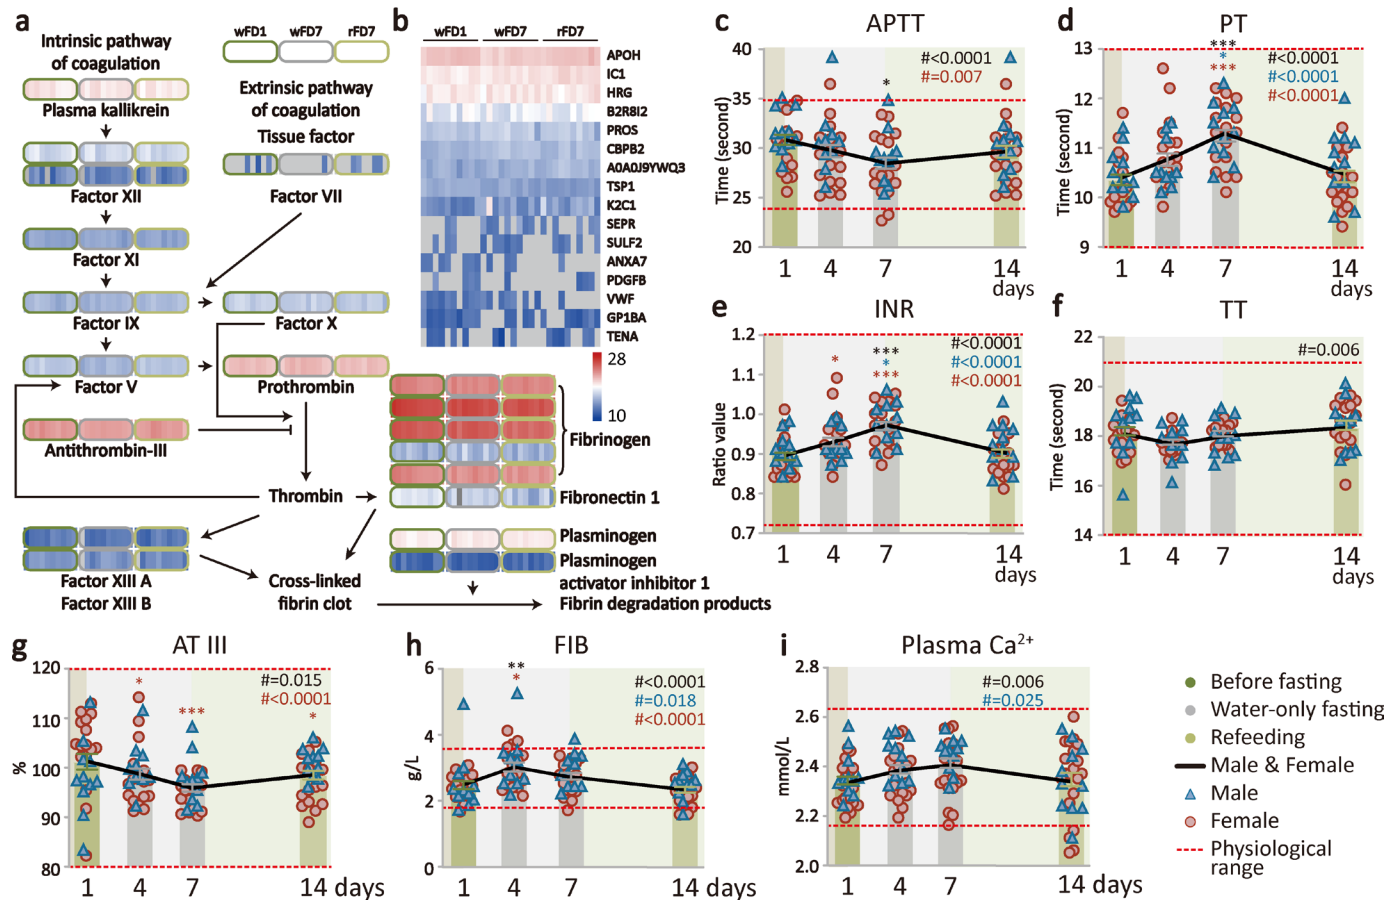 a
wFD1 wFD7 rFD7
Intrinsic pathway
of coagulation
Plasma kallikrein
Extrinsic pathway
of coagulation
Tissue factor
Factor XII
Factor VII
Factor XI
Factor IX
Factor X
Factor V
Prothrombin
Antithrombin-III
Thrombin
Factor XIII A
Factor XIII B
Cross-linked
fibrin clot
Fibrinogen
Fibronectin 1
Plasminogen
Plasminogen
activator inhibitor 1
Fibrin degradation products
b
wFD1 wFD7 rFD7
APOH
IC1
HRG
B2R8I2
PROS
CBPB2
A0A0J9YWQ3
TSP1
K2C1
SEPR
SULF2
ANXA7
PDGFB
VWF
GP1BA
TENA
28
10
c
APTT
Time (second)
40
35
30
25
20
#<0.0001
#=0.007
*
1 4 7 14
days
d
PT
Time (second)
13
12
11
10
9
***
*
***
#<0.0001
#<0.0001
#<0.0001
1 4 7 14
days
e
INR
Ratio value
1.2
1.1
1.0
0.9
0.8
0.7
*
***
*
***
#<0.0001
#<0.0001
#<0.0001
1 4 7 14
days
f
TT
Time (second)
22
20
18
16
14
#=0.006
1 4 7 14
days
g
AT III
%
120
110
100
90
80
*
***
*
#=0.015
#<0.0001
1 4 7 14 days
h
FIB
g/L
6
4
2
0
**
*
#<0.0001
#=0.018
#<0.0001
1 4 7 14 days
i
Plasma Ca2+
mmol/L
2.8
2.6
2.4
2.2
2.0
#=0.006
#=0.025
1 4 7 14 days
Before fasting
Water-only fasting
Refeeding
Male & Female
Male
Female
Physiological
range